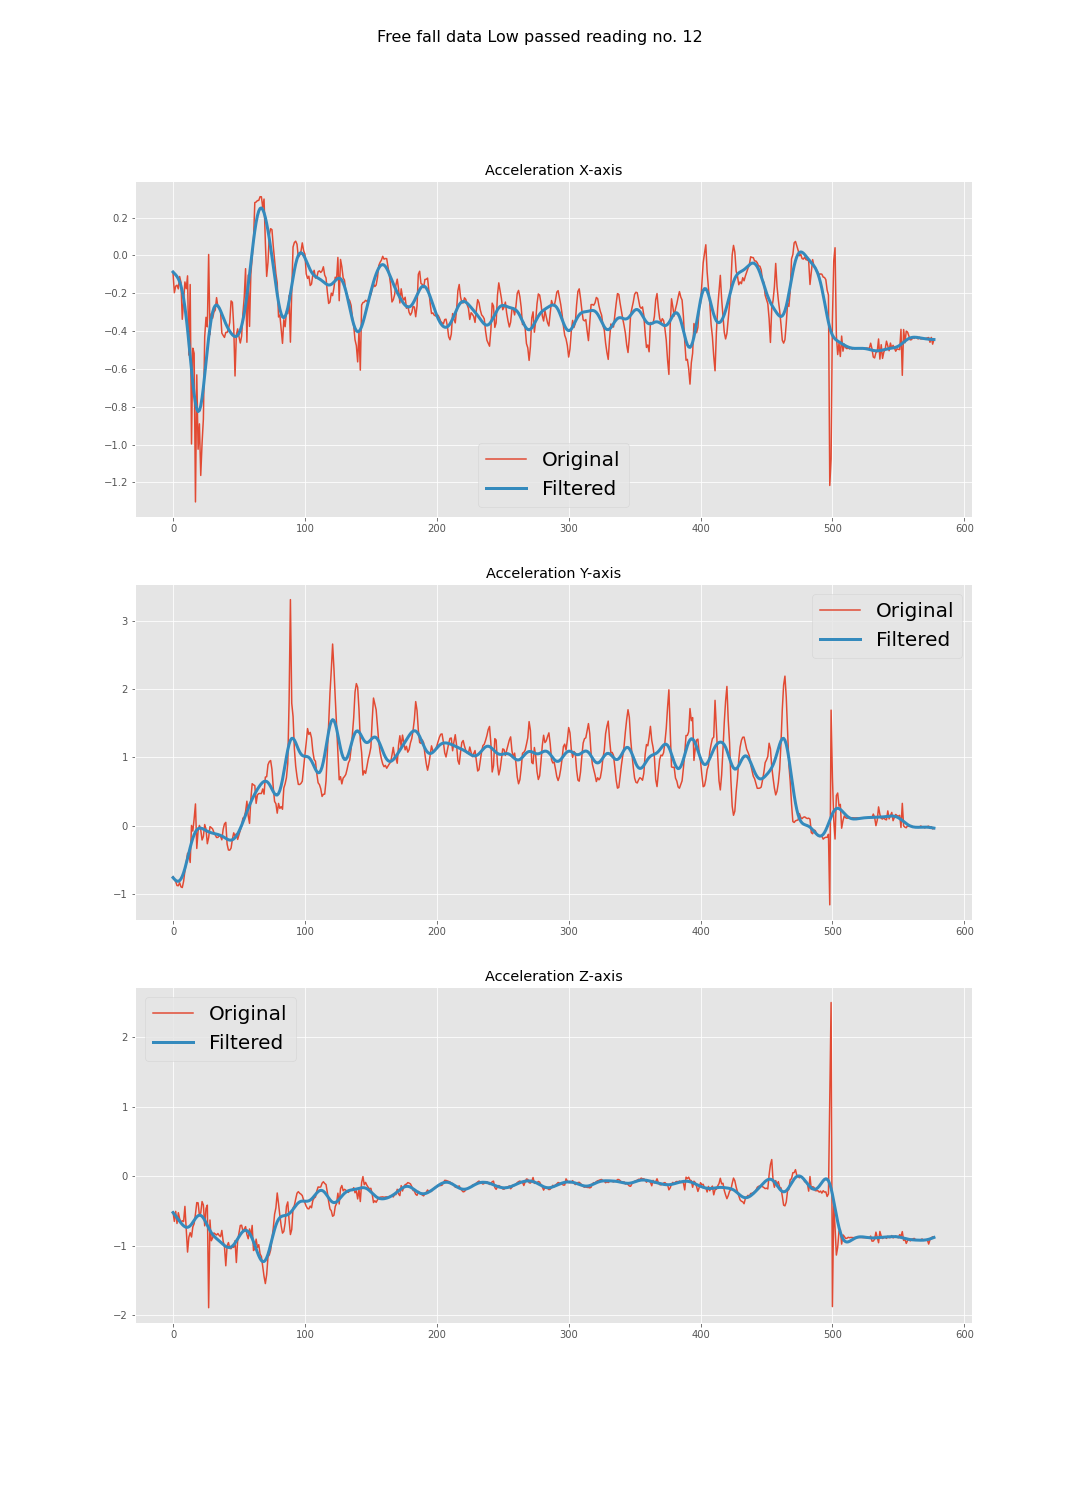 Free fall data Low passed reading no. 12
Acceleration X-axis
0.2
0.0
−0.2
−0.4
−0.6
−0.8
−1.0
−1.2
Original
Filtered
0 100 200 300 400 500 600
Acceleration Y-axis
3
2
1
0
−1
Original
Filtered
0 100 200 300 400 500 600
Acceleration Z-axis
2
1
0
−1
−2
Original
Filtered
0 100 200 300 400 500 600